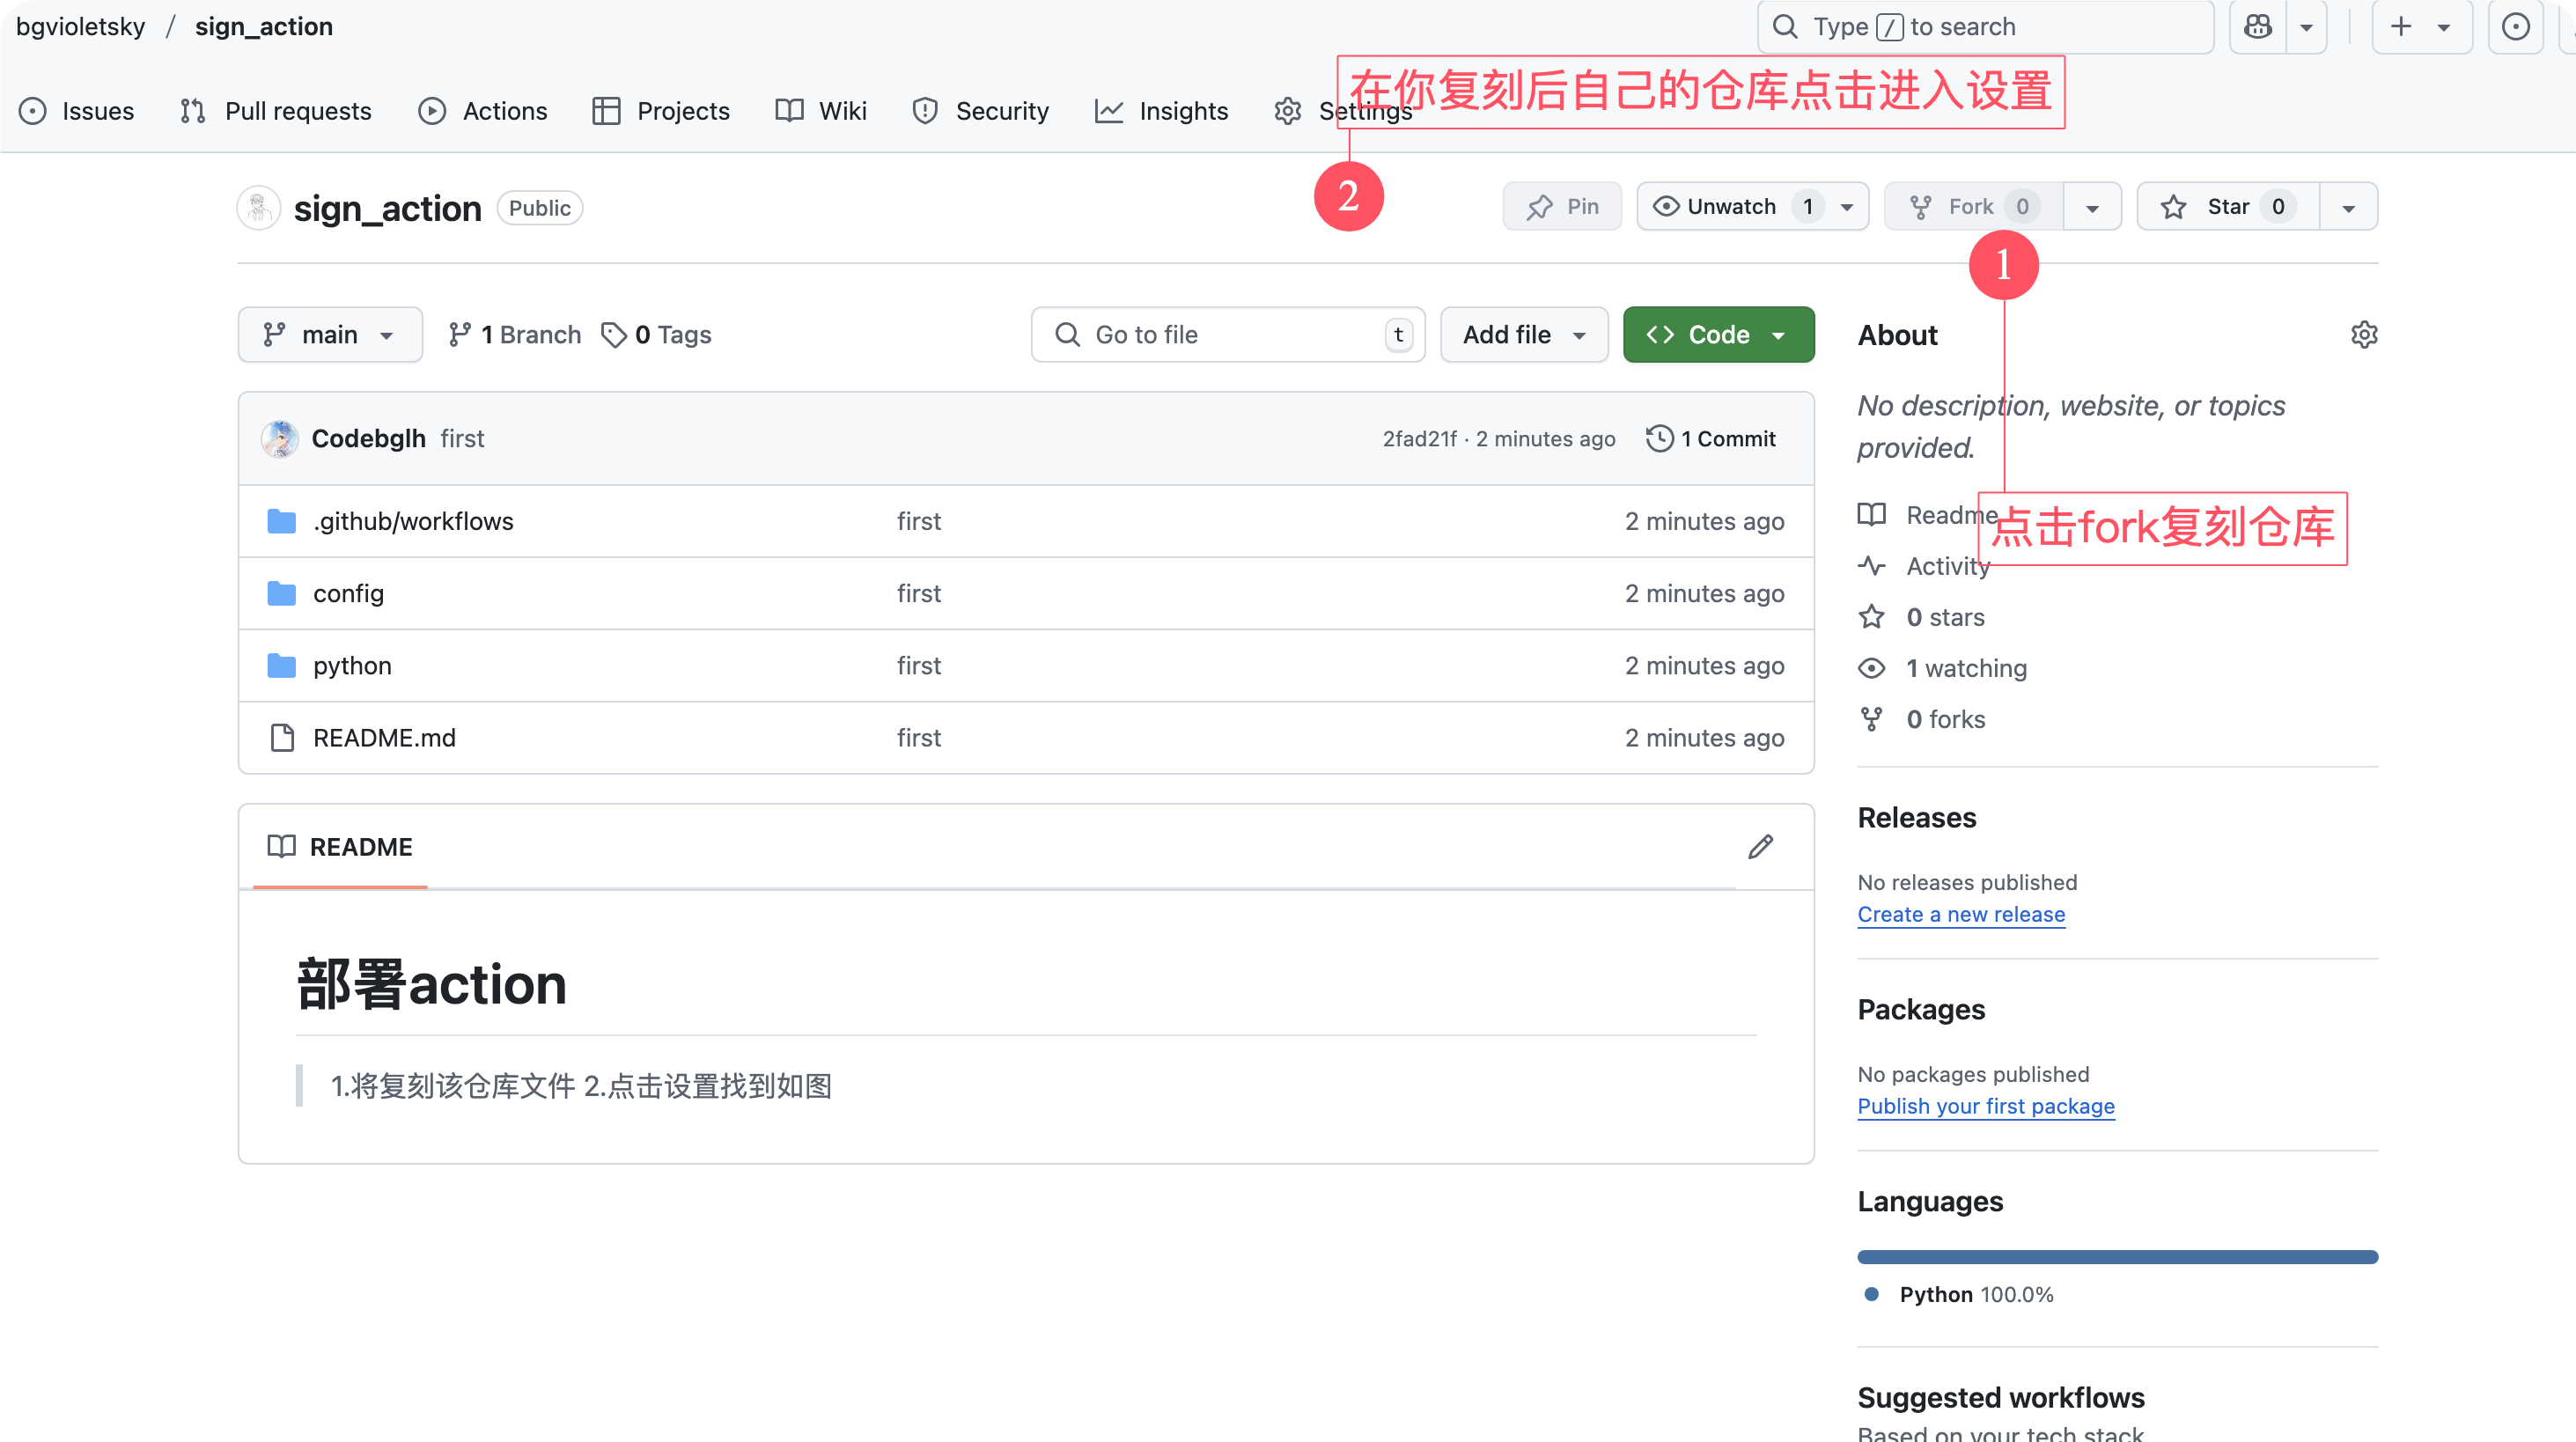 bgvioletsky / sign_action
Type / to search
在你复刻后自己的仓库点击进入设置
Issues Pull requests Actions Projects Wiki Security Insights Settings
2
sign_action Public
Pin Unwatch 1 Fork 0 Star 0
1
main 1 Branch 0 Tags Go to file t Add file Code
About
No description, website, or topics
provided.
Codebglh first 2fad21f · 2 minutes ago 1 Commit
.github/workflows first 2 minutes ago
config first 2 minutes ago
python first 2 minutes ago
README.md first 2 minutes ago
Readme
点击fork复刻仓库
Activity
0 stars
1 watching
0 forks
README
部署action
1.将复刻该仓库文件 2.点击设置找到如图
Releases
No releases published
Create a new release
Packages
No packages published
Publish your first package
Languages
Python 100.0%
Suggested workflows
Based on your tech stack